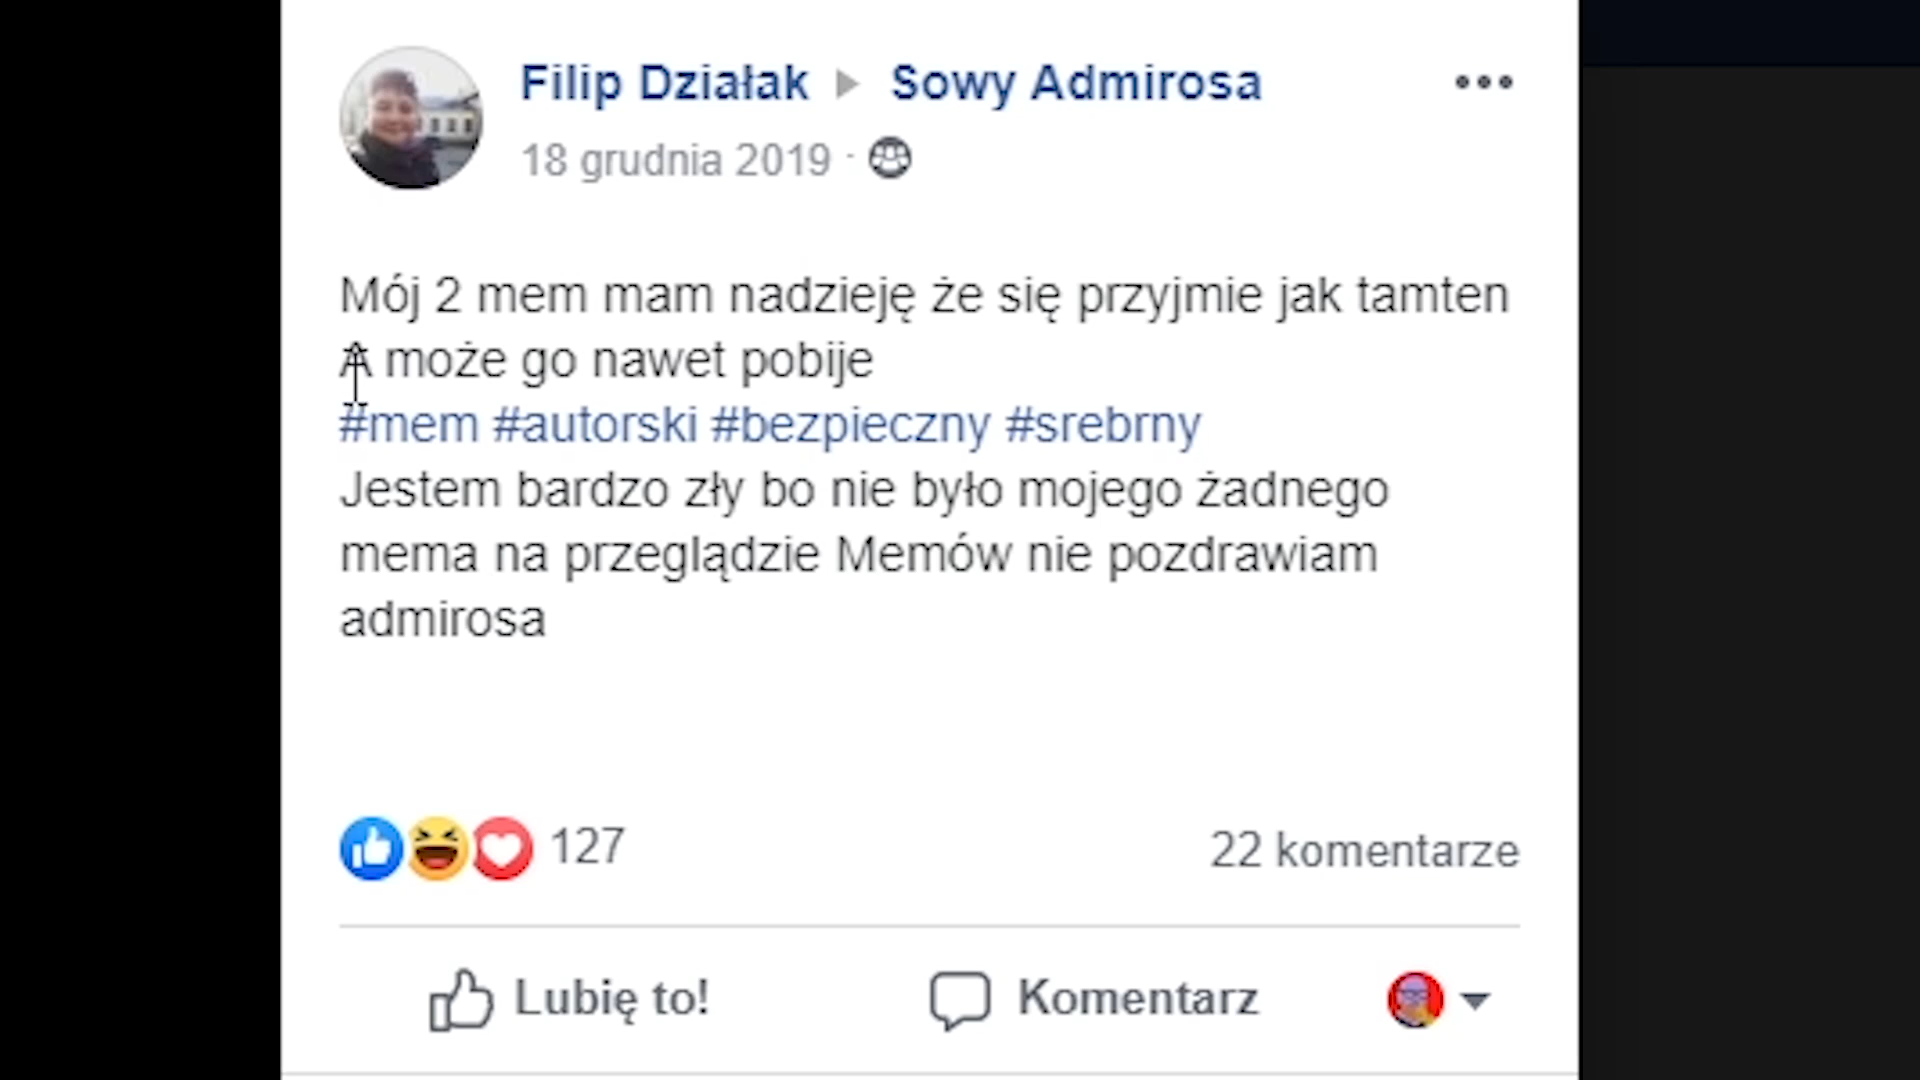 Filip Działak ▸ Sowy Admirosa
18 grudnia 2019 ·
Mój 2 mem mam nadzieję że się przyjmie jak tamten
A może go nawet pobije
#mem #autorski #bezpieczny #srebrny
Jestem bardzo zły bo nie było mojego żadnego
mema na przeglądzie Memów nie pozdrawiam
admirosa
127 22 komentarze
Lubię to! Komentarz